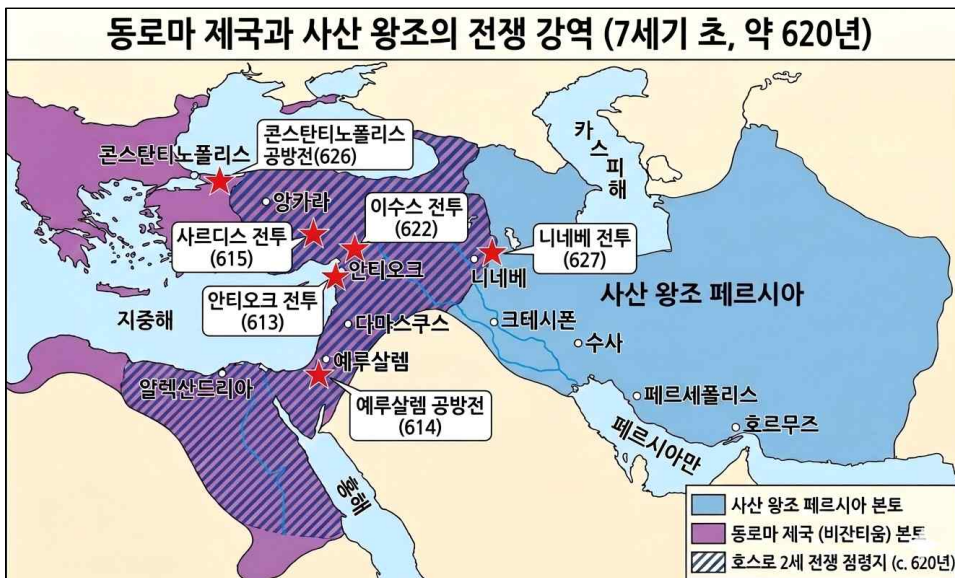 동로마 제국과 사산 왕조의 전쟁 강역 (7세기 초, 약 620년)
콘스탄티노폴리스
콘스탄티노폴리스
공방전(626)
카스피해
앙카라
이수스 전투
(622)
사르디스 전투
(615)
니네베 전투
(627)
안티오크
니네베
사산 왕조 페르시아
안티오크 전투
(613)
지중해
다마스쿠스
크테시폰
수사
예루살렘
알렉산드리아
페르세폴리스
예루살렘 공방전
(614)
호르무즈
페르시아만
홍해
사산 왕조 페르시아 본토
동로마 제국 (비잔티움) 본토
호스로 2세 전쟁 점령지 (c. 620년)